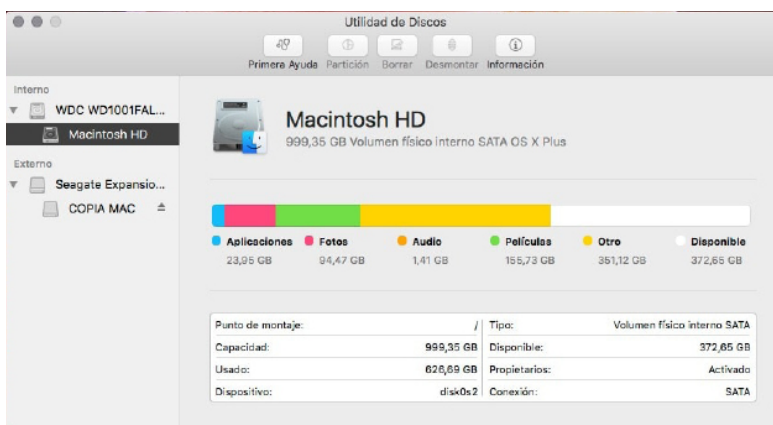 Utilidad de Discos
Primera Ayuda Partición Borrar Desmontar Información
Interno
WDC WD1001FAL...
Macintosh HD
Externo
Seagate Expansio...
COPIA MAC
Macintosh HD
999,35 GB Volumen físico interno SATA OS X Plus
Aplicaciones Fotos Audio Películas Otro Disponible
23,95 GB 94,47 GB 1,41 GB 155,73 GB 351,12 GB 372,65 GB
Punto de montaje: / Tipo: Volumen físico interno SATA
Capacidad: 999,35 GB Disponible: 372,65 GB
Usado: 626,69 GB Propietarios: Activado
Dispositivo: disk0s2 Conexión: SATA